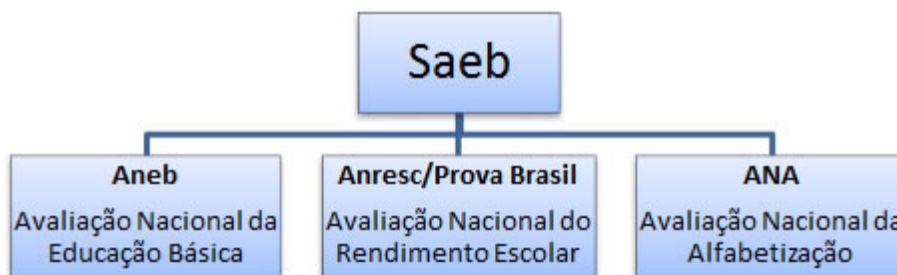 Saeb
Aneb
Avaliação Nacional da
Educação Básica
Anresc/Prova Brasil
Avaliação Nacional do
Rendimento Escolar
ANA
Avaliação Nacional da
Alfabetização